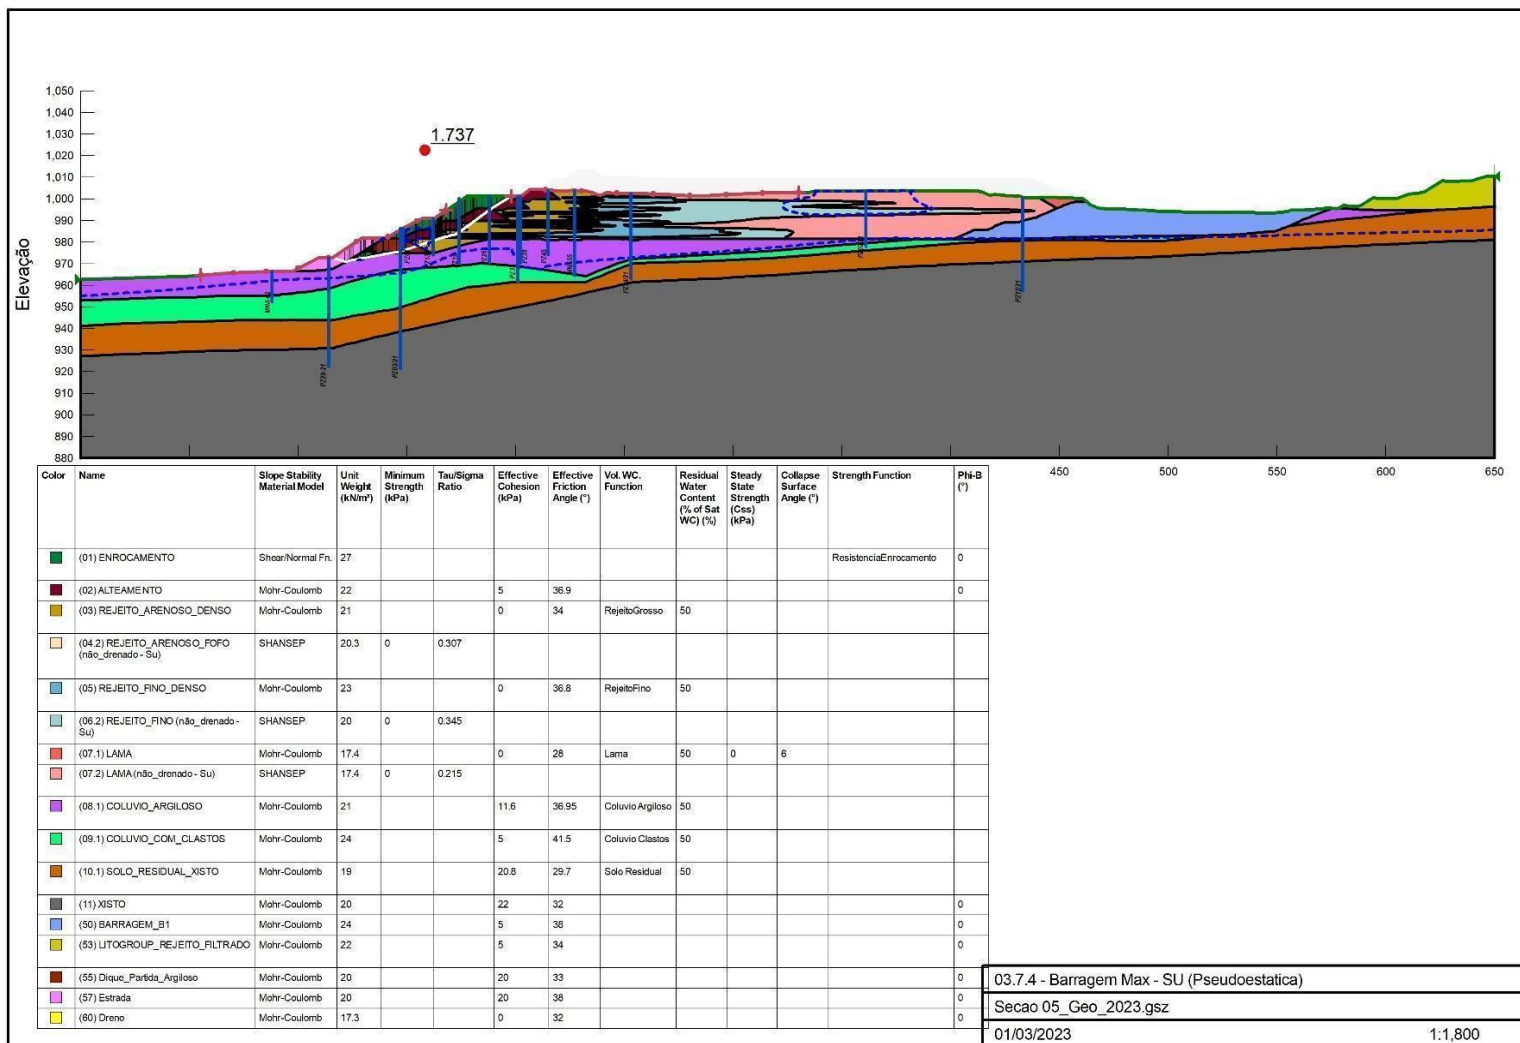 1,050
1,040
1,030
1,020
1,010
1,000
990
980
970
960
950
940
930
920
910
900
890
880
Elevação
1.737
450 500 550 600 650
Color Name Slope Stability Material Model Unit Weight (kN/m³) Minimum Strength (kPa) Tau/Sigma Ratio Effective Cohesion (kPa) Effective Friction Angle (°) Vol. WC. Function Residual Water Content (% of Sat WC) (%) Steady State Strength (Css) (kPa) Collapse Surface Angle (°) Strength Function Phi-B (°)
(01) ENROCAMENTO Shear/Normal Fn. 27 ResistenciaEnrocamento 0
(02) ALTEAMENTO Mohr-Coulomb 22 5 36.9 0
(03) REJEITO_ARENOSO_DENSO Mohr-Coulomb 21 0 34 RejeitoGrosso 50
(04.2) REJEITO_ARENOSO_FOFO (não_drenado - Su) SHANSEP 20.3 0 0.307
(05) REJEITO_FINO_DENSO Mohr-Coulomb 23 0 36.8 RejeitoFino 50
(06.2) REJEITO_FINO (não_drenado - Su) SHANSEP 20 0 0.345
(07.1) LAMA Mohr-Coulomb 17.4 0 28 Lama 50 0 6
(07.2) LAMA (não_drenado - Su) SHANSEP 17.4 0 0.215
(08.1) COLUVIO_ARGILOSO Mohr-Coulomb 21 11.6 36.95 Coluvio Argiloso 50
(09.1) COLUVIO_COM_CLASTOS Mohr-Coulomb 24 5 41.5 Coluvio Clastos 50
(10.1) SOLO_RESIDUAL_XISTO Mohr-Coulomb 19 20.8 29.7 Solo Residual 50
(11) XISTO Mohr-Coulomb 20 22 32 0
(50) BARRAGEM_B1 Mohr-Coulomb 24 5 38 0
(53) LITOGROUP_REJEITO_FILTRADO Mohr-Coulomb 22 5 34 0
(55) Dique_Partida_Argiloso Mohr-Coulomb 20 20 33 0
(57) Estrada Mohr-Coulomb 20 20 38 0
(60) Dreno Mohr-Coulomb 17.3 0 32 0
03.7.4 - Barragem Max - SU (Pseudoestatica)
Secao 05_Geo_2023.gsz
01/03/2023 1:1,800